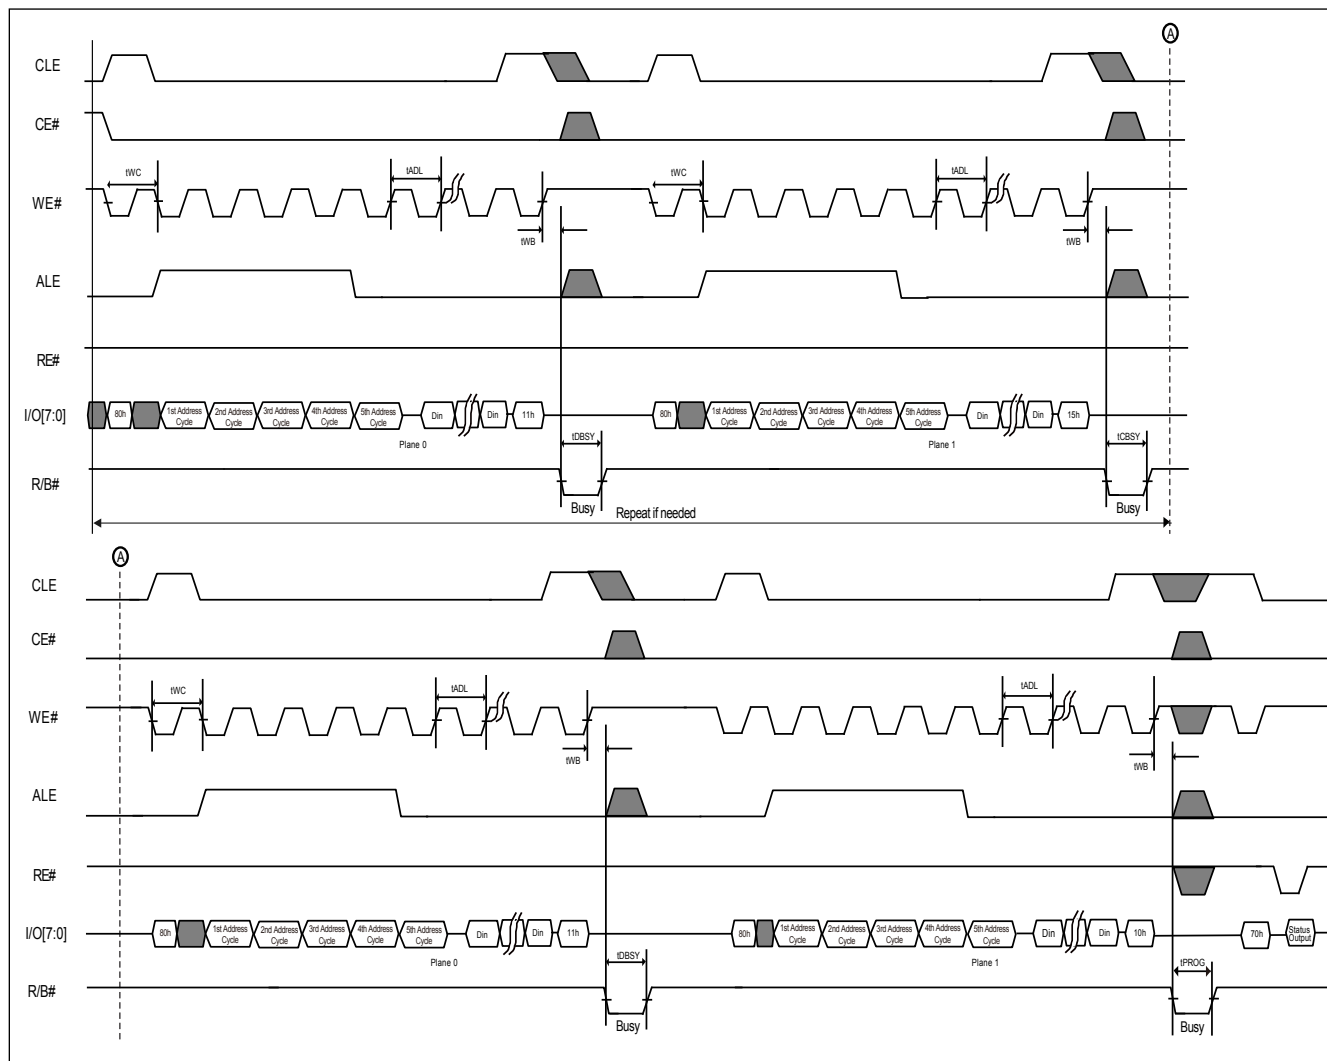 A
CLE
CE#
tWC tADL tWC tADL
WE#
tWB tWB
ALE
RE#
I/O[7:0] 80h 1st Address Cycle 2nd Address Cycle 3rd Address Cycle 4th Address Cycle 5th Address Cycle Din Din 11h 80h 1st Address Cycle 2nd Address Cycle 3rd Address Cycle 4th Address Cycle 5th Address Cycle Din Din 15h
Plane 0 tDBSY Plane 1 tCBSY
R/B#
Busy Busy
Repeat if needed
A
CLE
CE#
tWC tADL tADL
WE#
tWB tWB
ALE
RE#
I/O[7:0] 80h 1st Address Cycle 2nd Address Cycle 3rd Address Cycle 4th Address Cycle 5th Address Cycle Din Din 11h 80h 1st Address Cycle 2nd Address Cycle 3rd Address Cycle 4th Address Cycle 5th Address Cycle Din Din 10h 70h Status Output
Plane 0 tDBSY Plane 1 tPROG
R/B#
Busy Busy